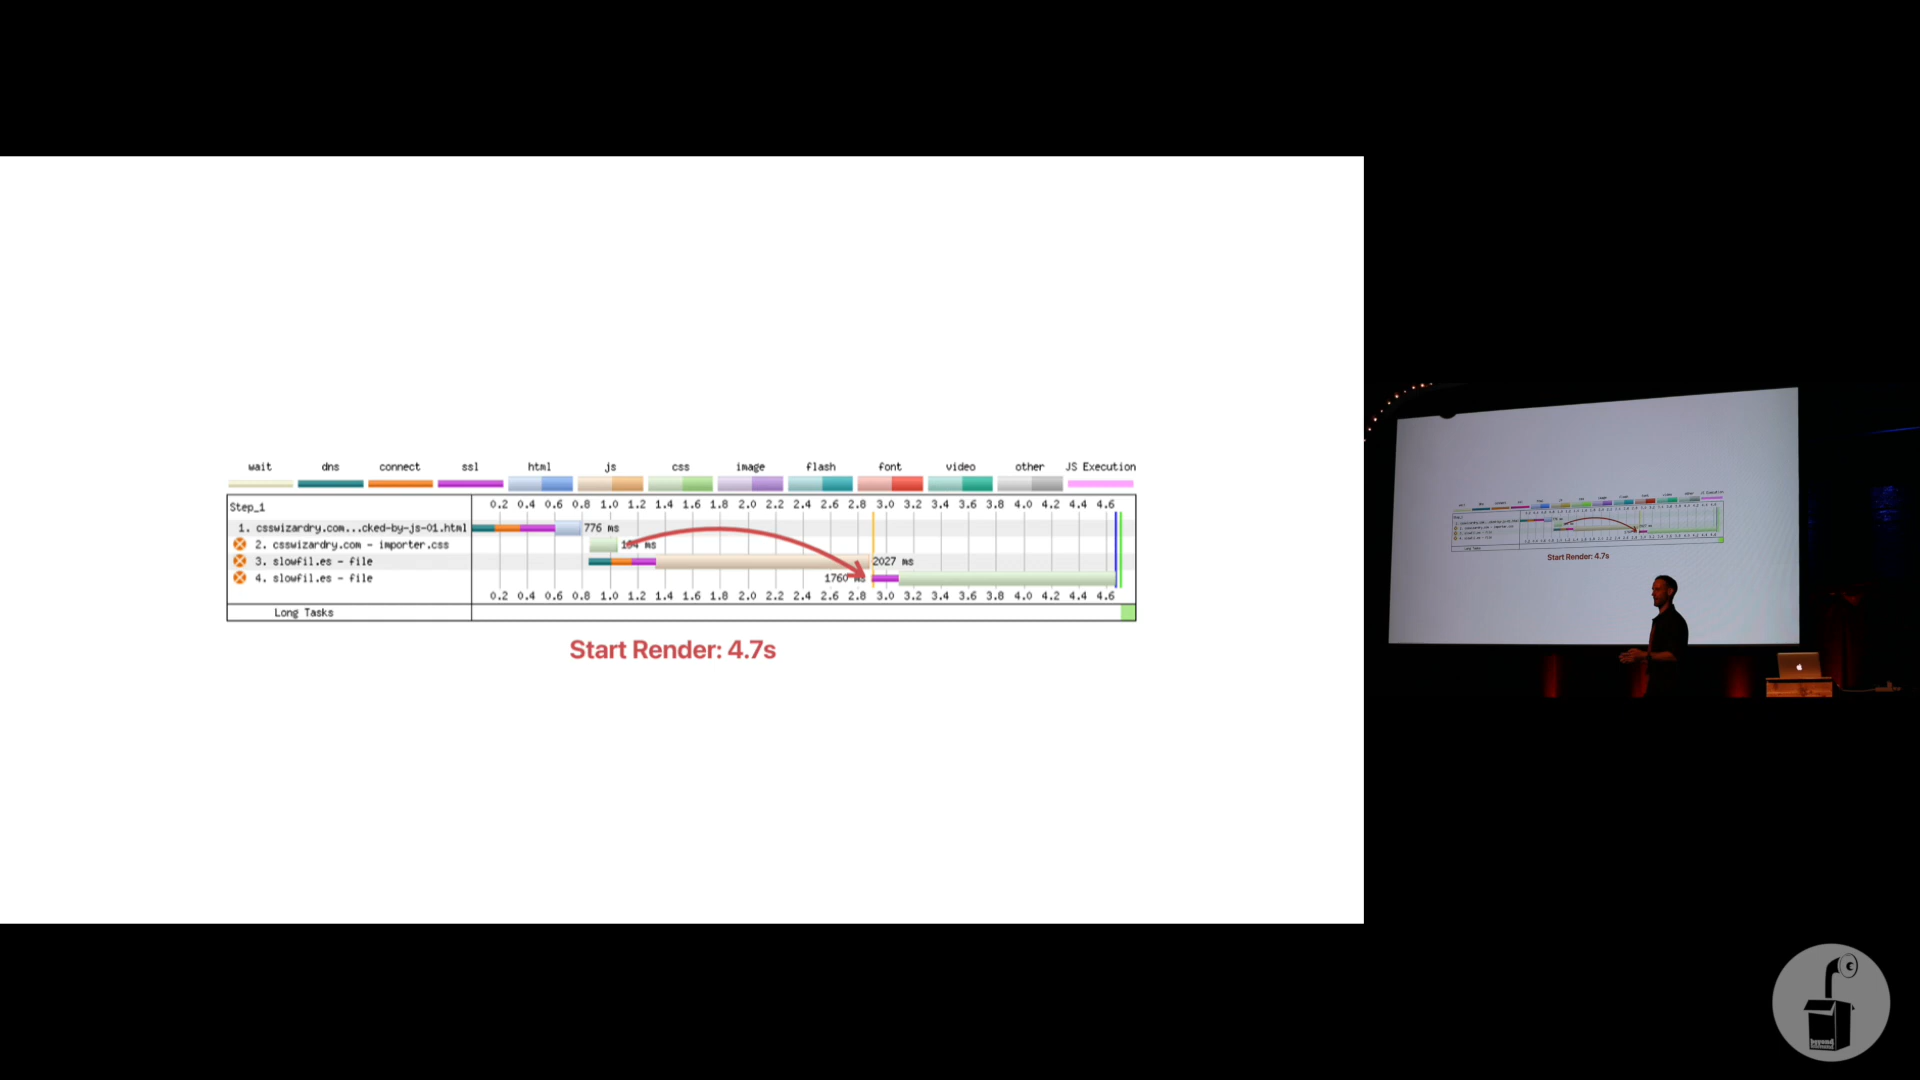 wait dns connect ssl html js css image flash font video other JS Execution
Step_1 0.2 0.4 0.6 0.8 1.0 1.2 1.4 1.6 1.8 2.0 2.2 2.4 2.6 2.8 3.0 3.2 3.4 3.6 3.8 4.0 4.2 4.4 4.6
1. csswizardry.com...cked-by-js-01.html 776 ms
2. csswizardry.com - importer.css ms
3. slowfil.es - file 2027 ms
4. slowfil.es - file 1760 ms
0.2 0.4 0.6 0.8 1.0 1.2 1.4 1.6 1.8 2.0 2.2 2.4 2.6 2.8 3.0 3.2 3.4 3.6 3.8 4.0 4.2 4.4 4.6
Long Tasks
Start Render: 4.7s
Start Render: 4.7s
beyond